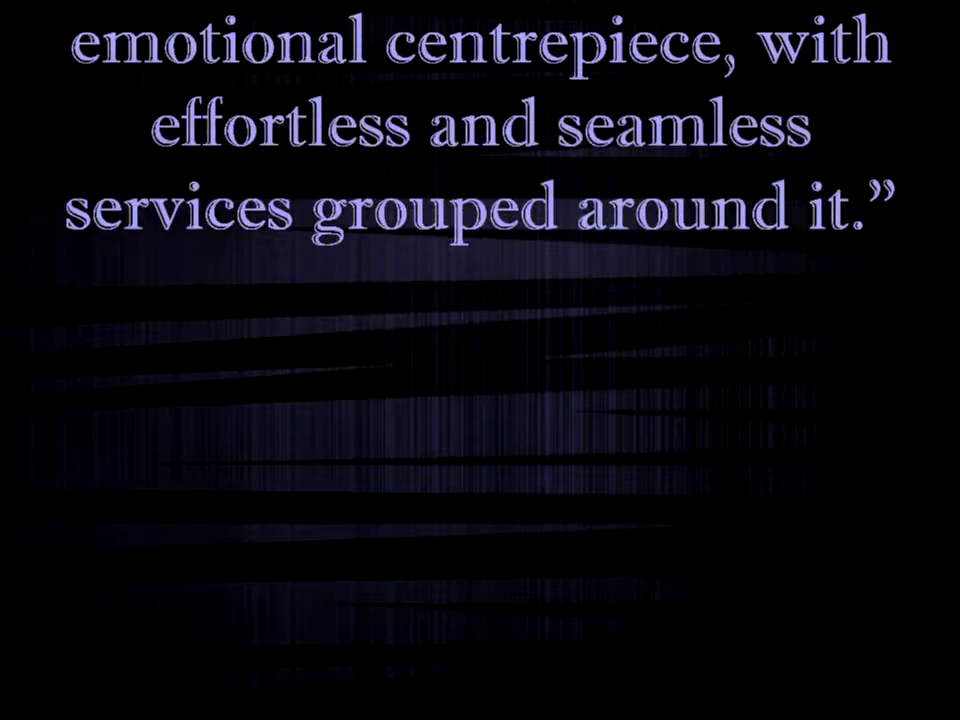 emotional centrepiece, with
effortless and seamless
services grouped around it.”